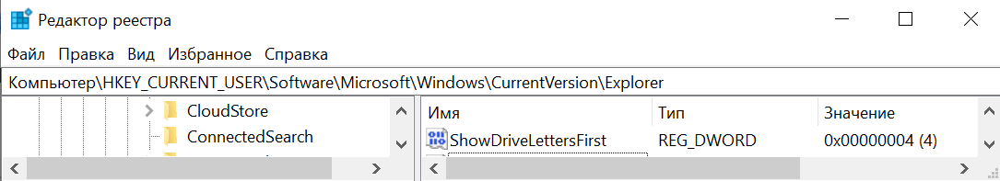 Редактор реестра
Файл Правка Вид Избранное Справка
Компьютер\HKEY_CURRENT_USER\Software\Microsoft\Windows\CurrentVersion\Explorer
CloudStore
ConnectedSearch
Имя Тип Значение
ShowDriveLettersFirst REG_DWORD 0x00000004 (4)